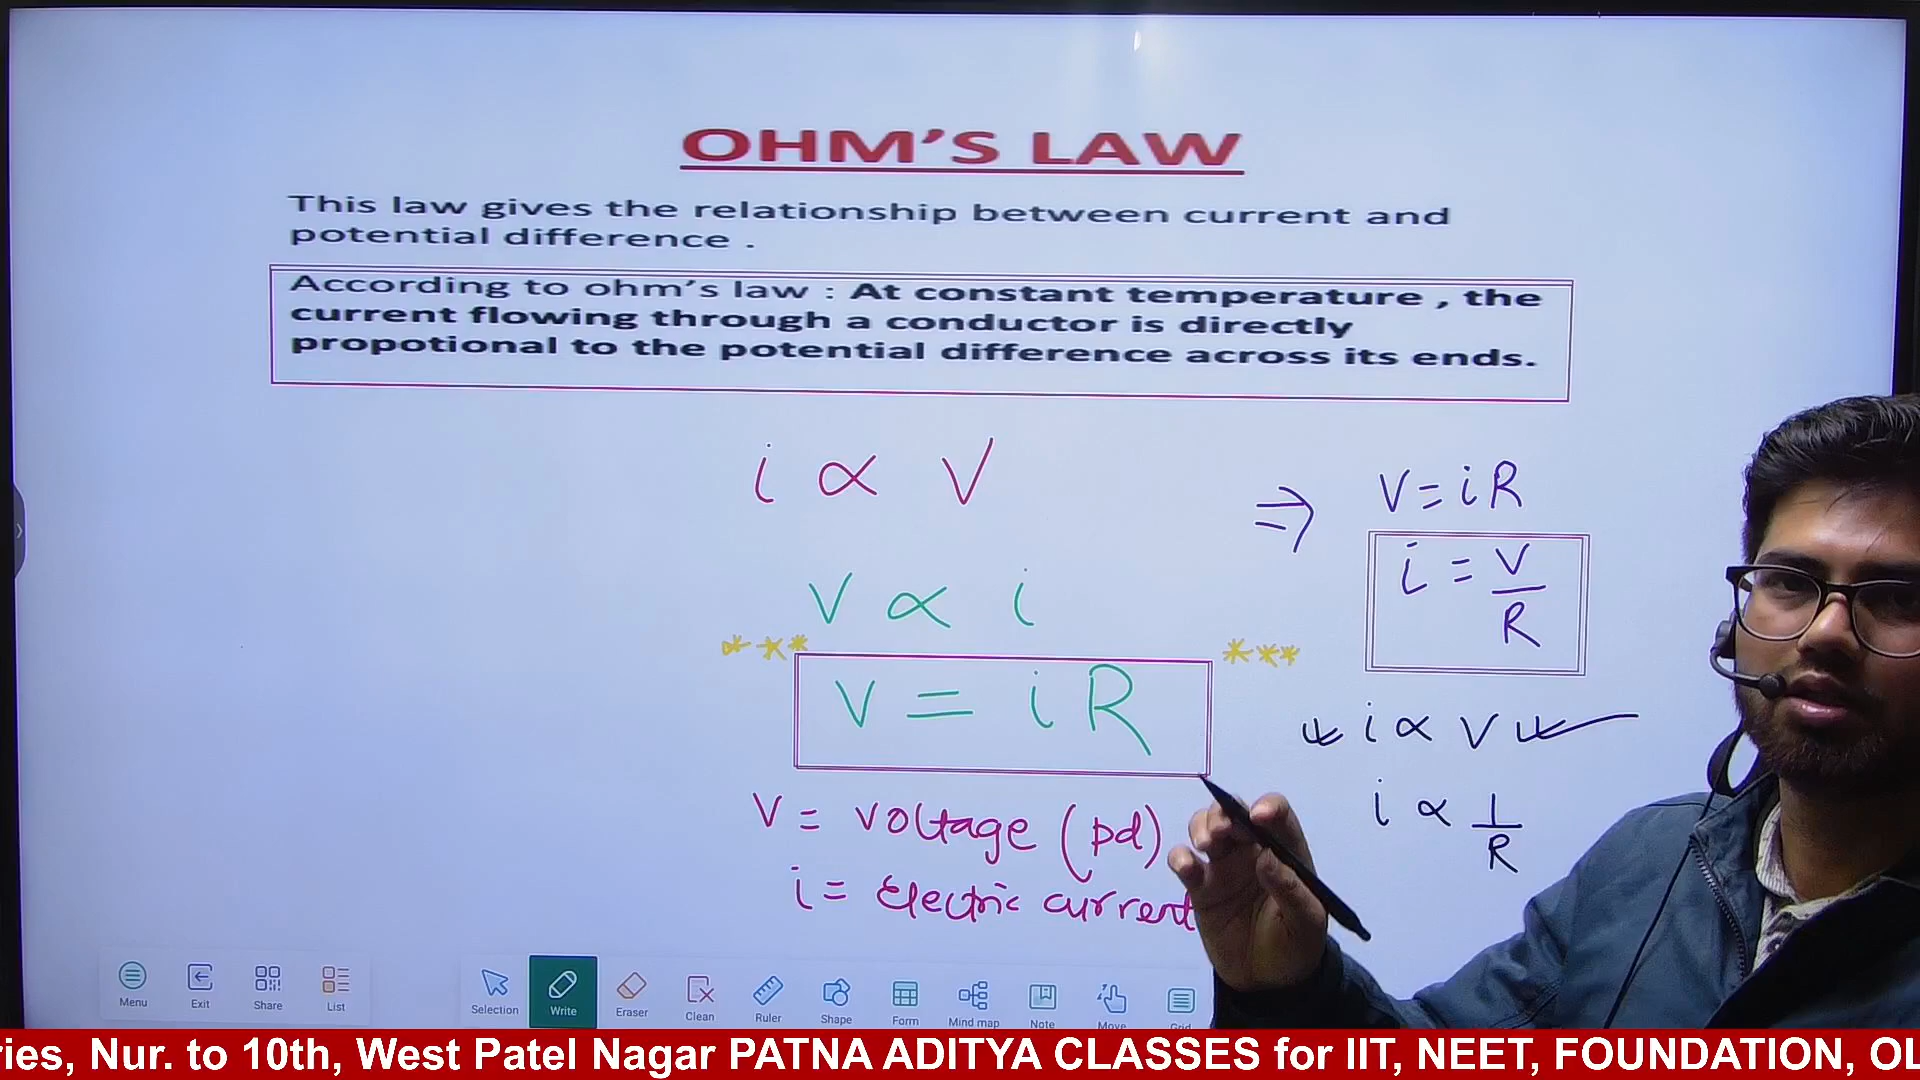 OHM'S LAW
This law gives the relationship between current and
potential difference .
According to ohm's law : At constant temperature , the
current flowing through a conductor is directly
propotional to the potential difference across its ends.
i ∝ V
V ∝ i
*** ***
V = i R
V = Voltage (pd)
i = Electric current
⇒ V = i R
i = V/R
i ∝ V
i ∝ 1/R
Menu Exit Share List Selection Write Eraser Clean Ruler Shape Form Mind map Note Move Grid
ries, Nur. to 10th, West Patel Nagar PATNA ADITYA CLASSES for IIT, NEET, FOUNDATION, OL